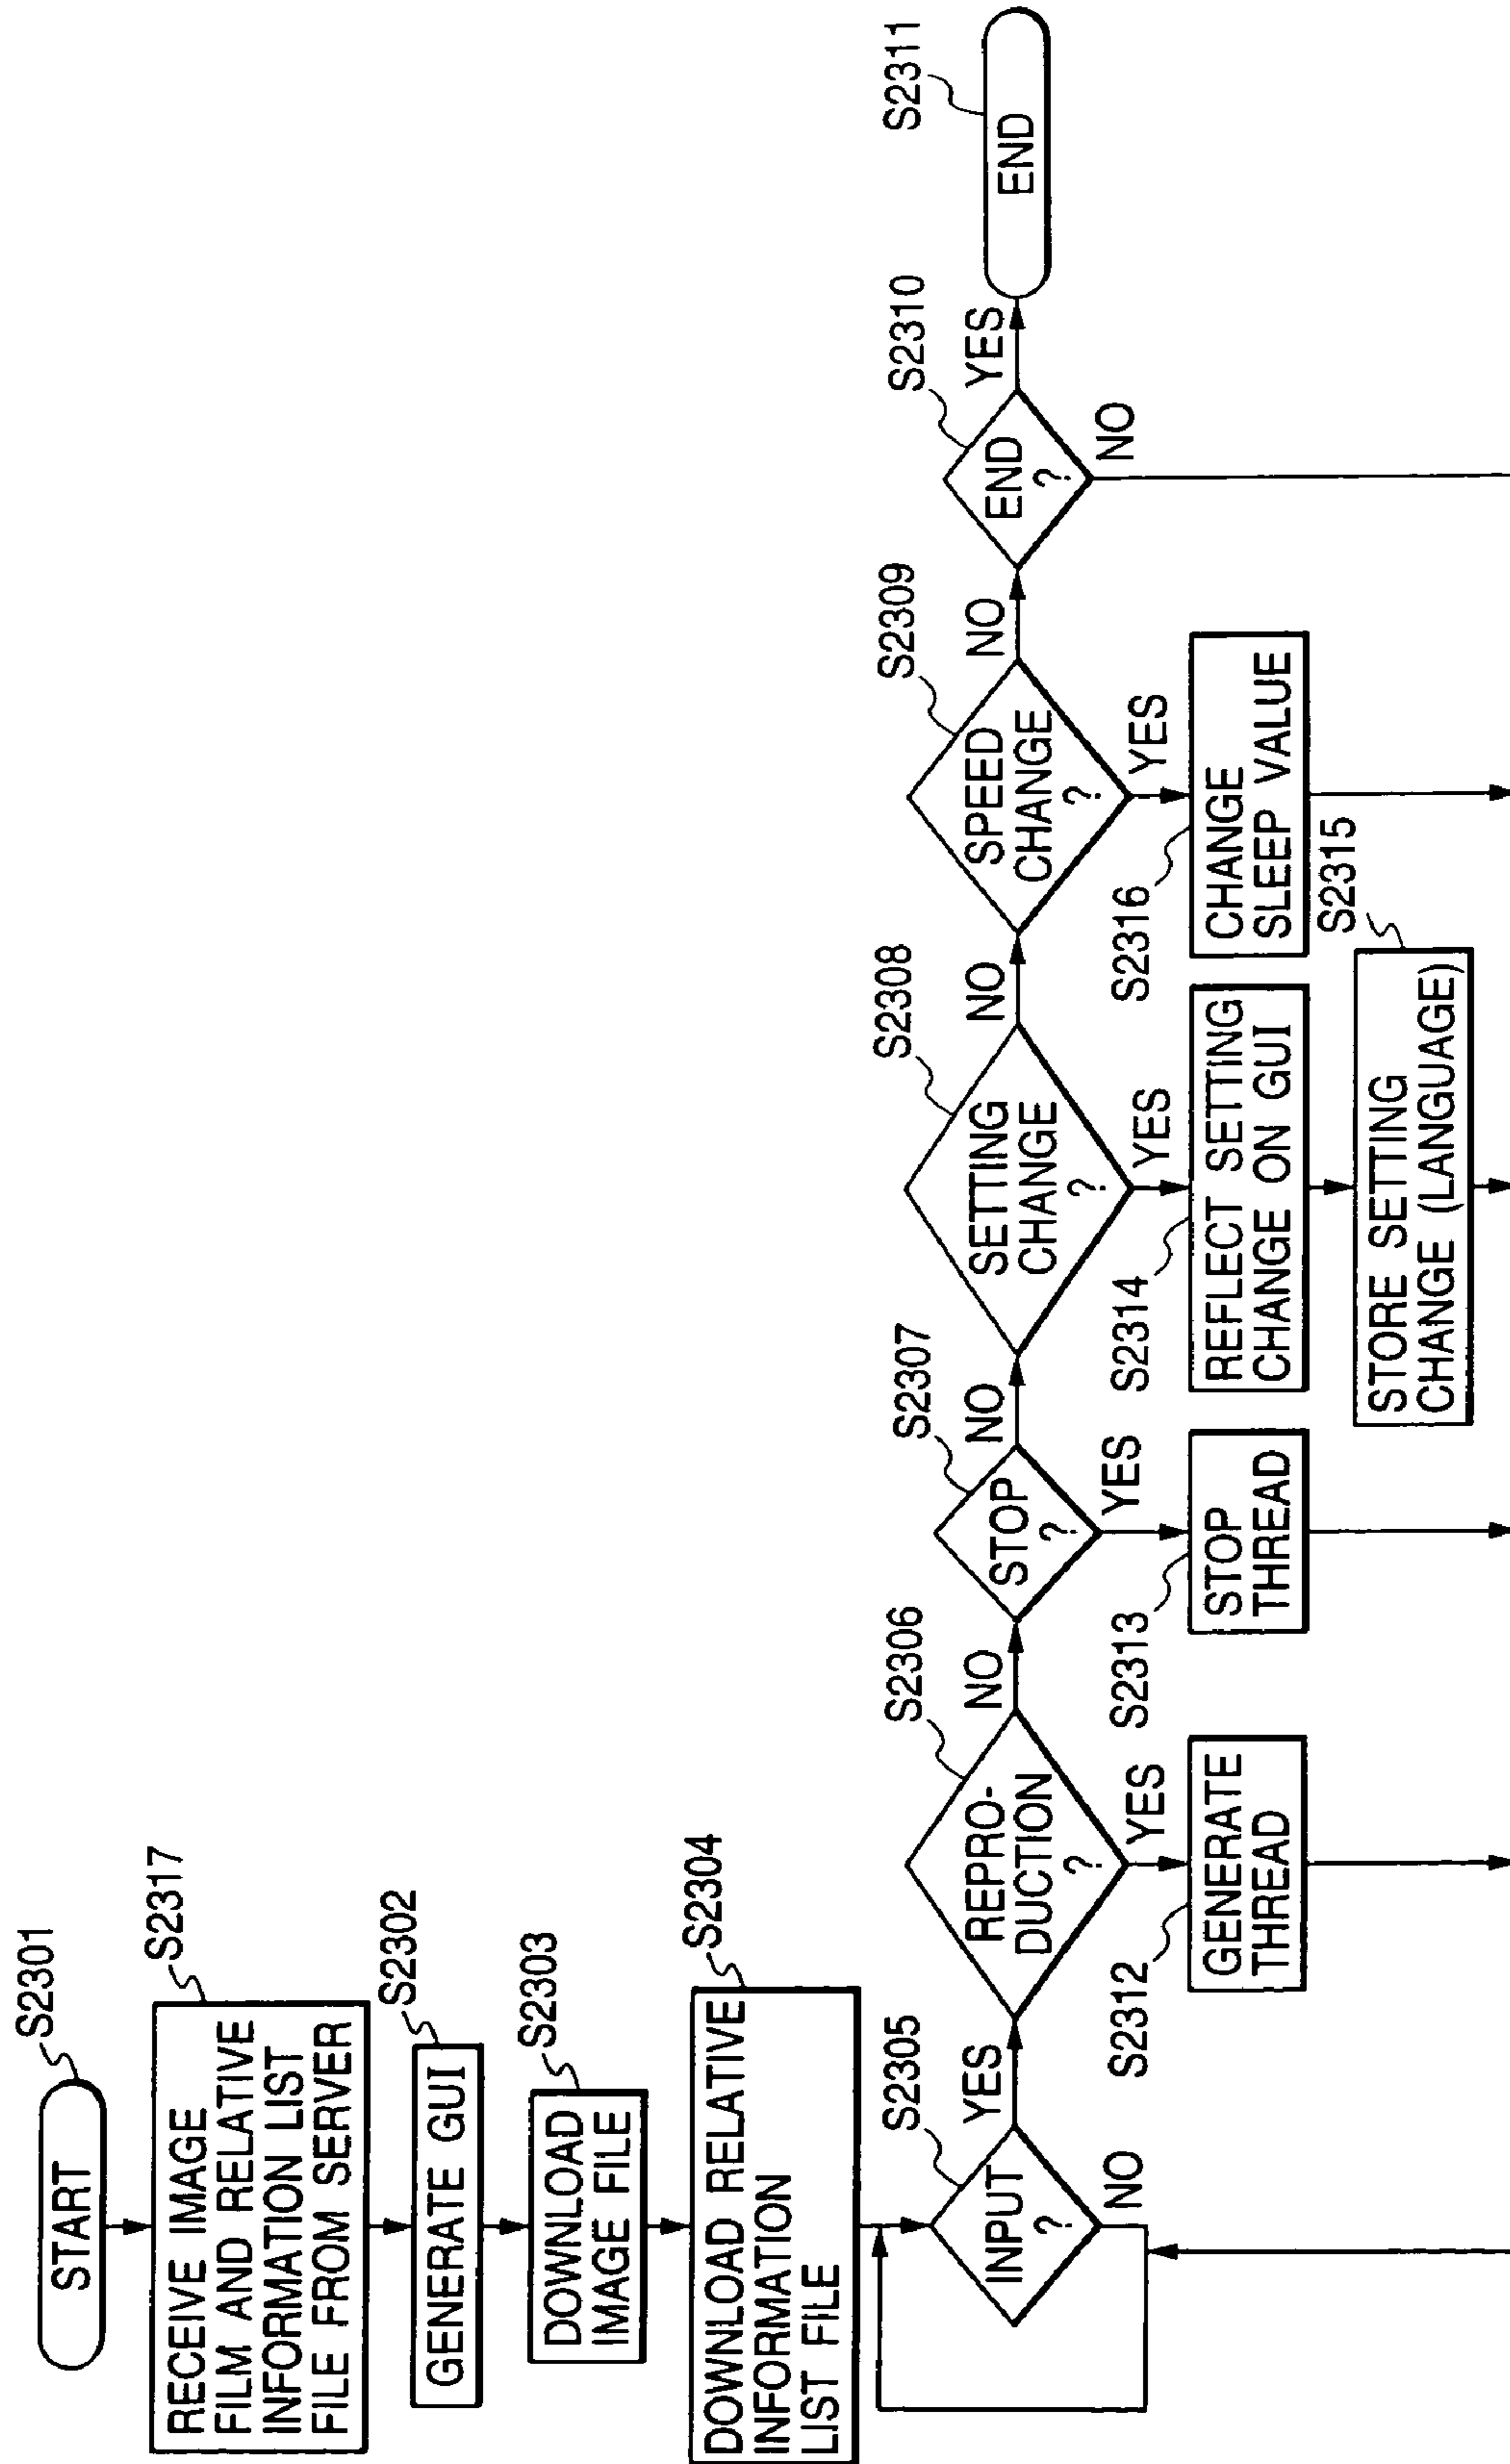 START
S2301
RECEIVE IMAGE
FILM AND RELATIVE
INFORMATION LIST
FILE FROM SERVER
S2317
GENERATE GUI
S2302
DOWNLOAD
IMAGE FILE
S2303
DOWNLOAD RELATIVE
INFORMATION
LIST FILE
S2304
INPUT
?
S2305
YES
NO
REPRO-
DUCTION
?
S2306
NO
YES
STOP
?
S2307
NO
YES
SETTING
CHANGE
?
S2308
NO
YES
SPEED
CHANGE
?
S2309
NO
YES
END
?
S2310
YES
NO
END
S2311
S2312
GENERATE
THREAD
S2313
STOP
THREAD
S2314
REFLECT SETTING
CHANGE ON GUI
S2316
CHANGE
SLEEP VALUE
S2315
STORE SETTING
CHANGE (LANGUAGE)